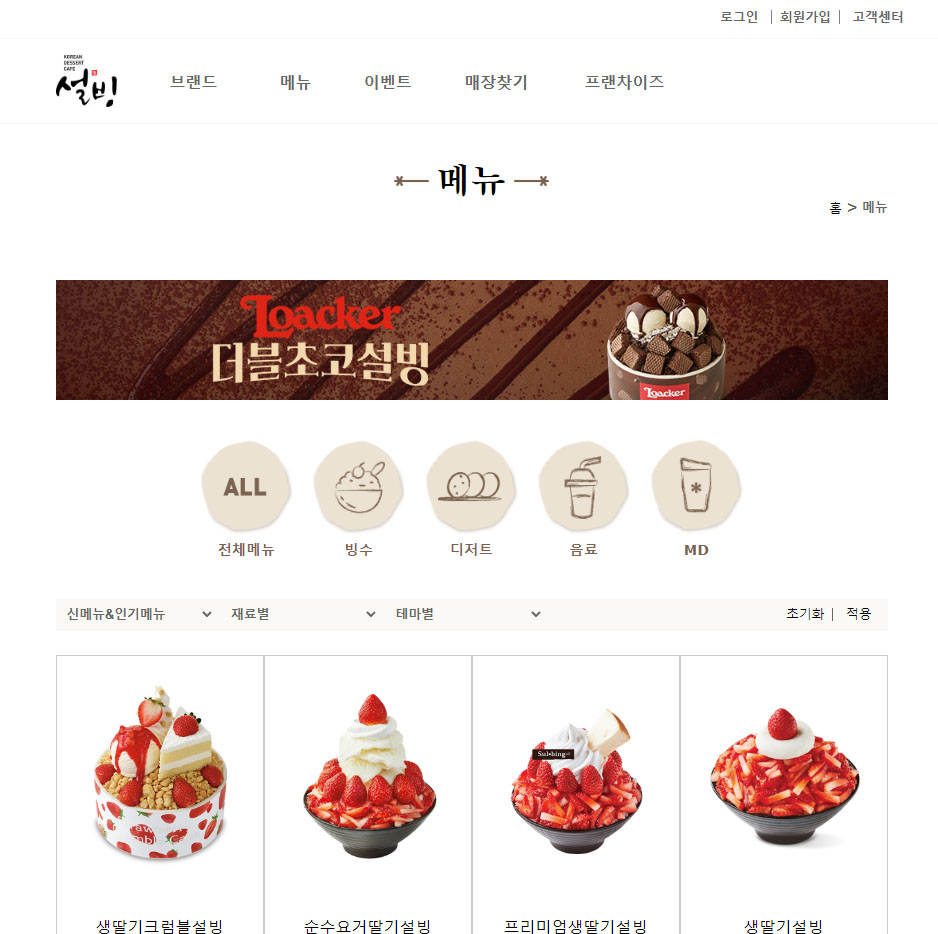 로그인 | 회원가입 | 고객센터
KOREAN
DESSERT
CAFE
설빙
브랜드 메뉴 이벤트 매장찾기 프랜차이즈
메뉴
홈 > 메뉴
Loacker
더블초코설빙
Loacker
ALL
전체메뉴 빙수 디저트 음료 MD
신메뉴&인기메뉴 재료별 테마별 초기화 | 적용
Sulbing
생딸기크럼블설빙 순수요거딸기설빙 프리미엄생딸기설빙 생딸기설빙